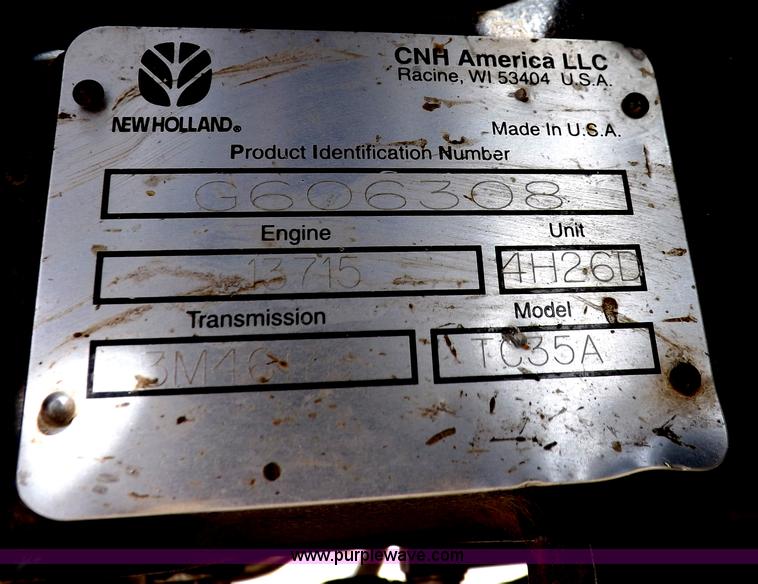 CNH America LLC
Racine, WI 53404 U.S.A.
NEW HOLLAND®
Made In U.S.A.
Product Identification Number
G606308
Engine
Unit
13715
4H26D
Transmission
Model
TC35A
www.purplewave.com